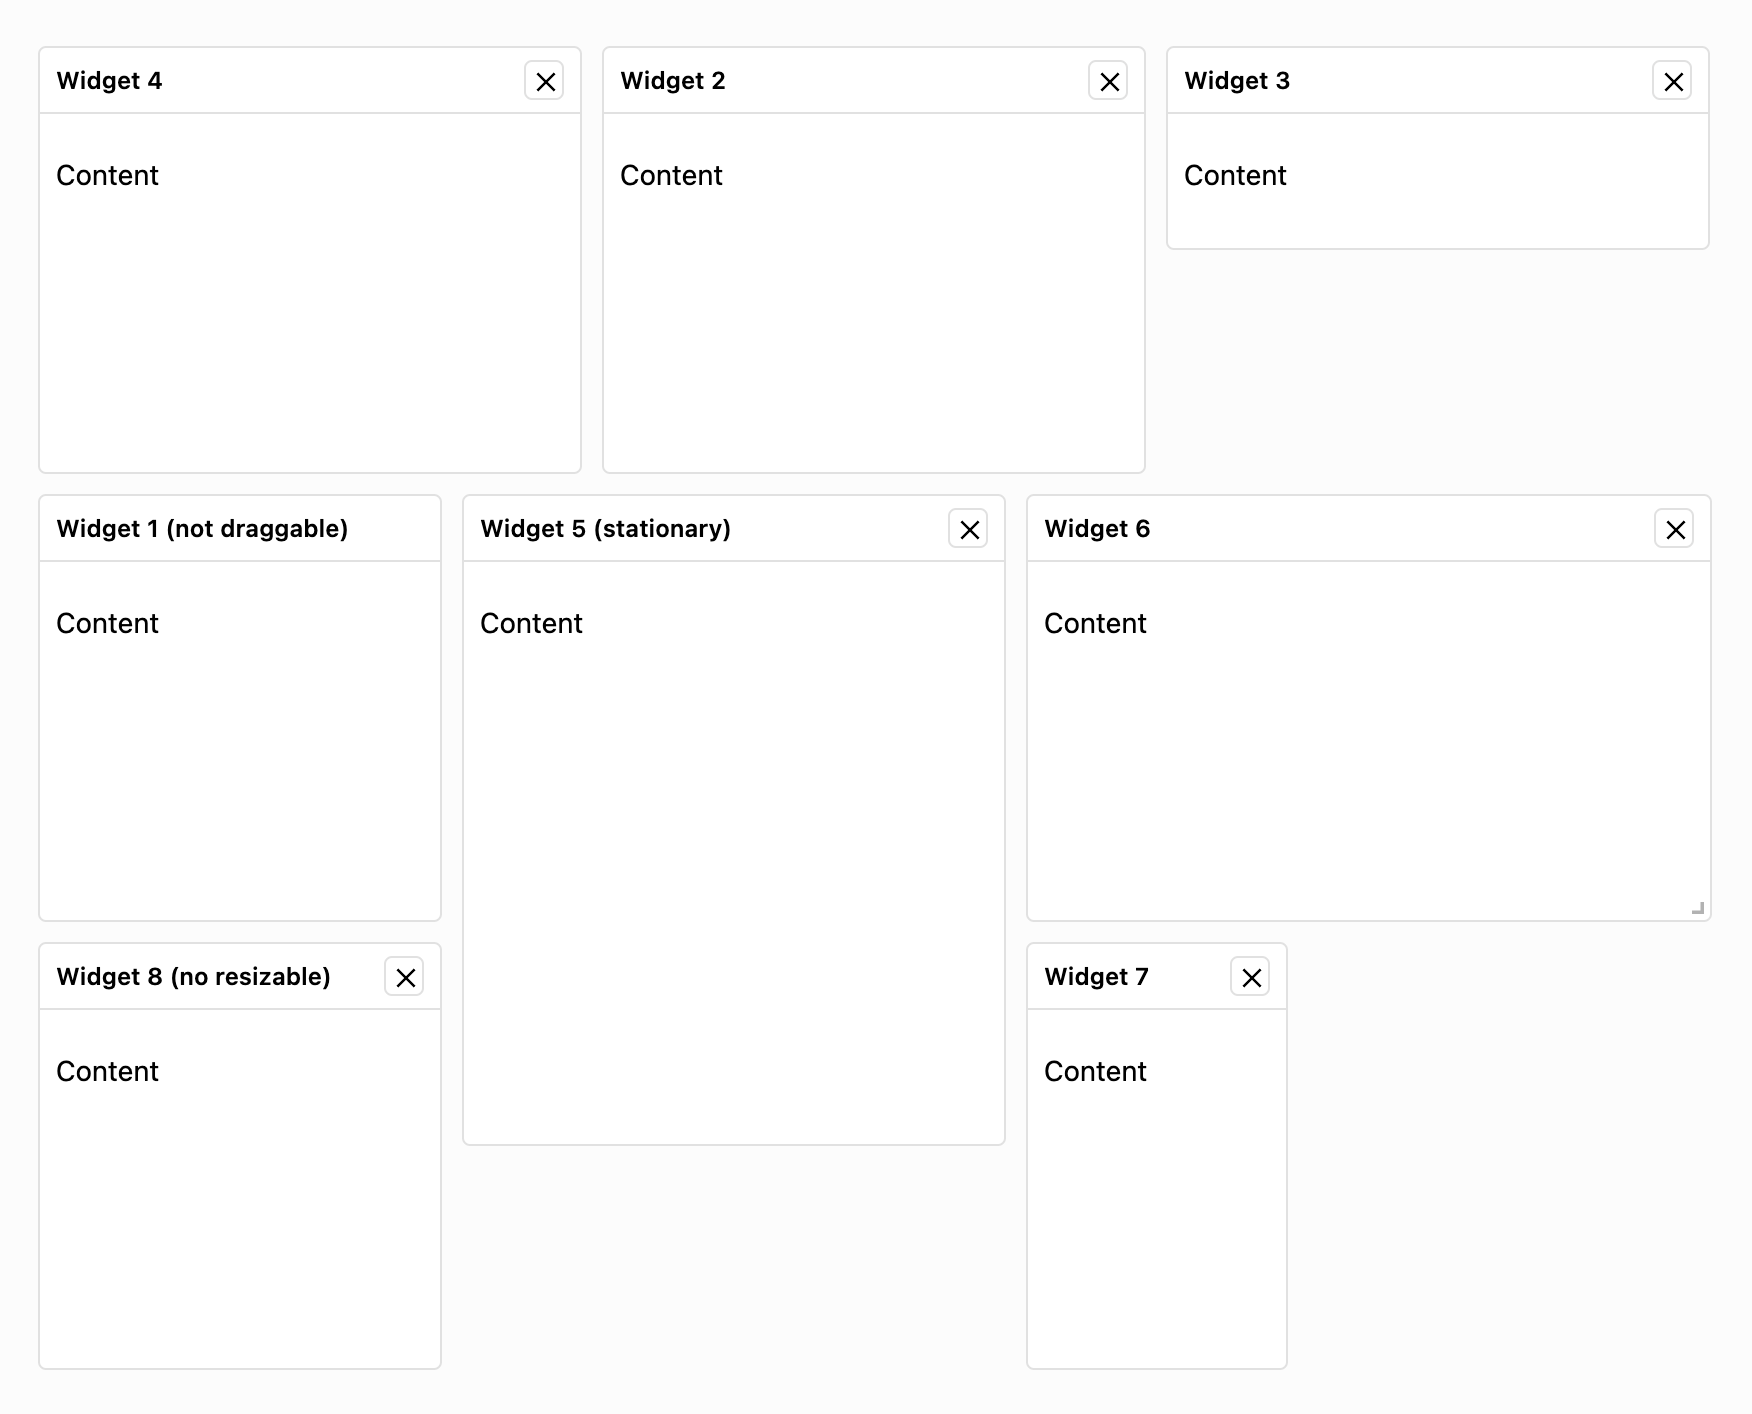 Widget 4
Content
Widget 2
Content
Widget 3
Content
Widget 1 (not draggable)
Content
Widget 5 (stationary)
Content
Widget 6
Content
Widget 8 (no resizable)
Content
Widget 7
Content